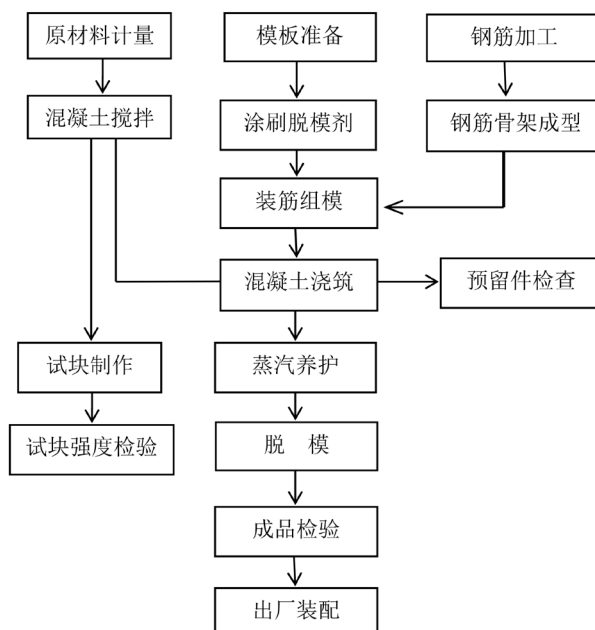 原材料计量
模板准备
钢筋加工
混凝土搅拌
涂刷脱模剂
钢筋骨架成型
装筋组模
混凝土浇筑
预留件检查
试块制作
蒸汽养护
试块强度检验
脱 模
成品检验
出厂装配